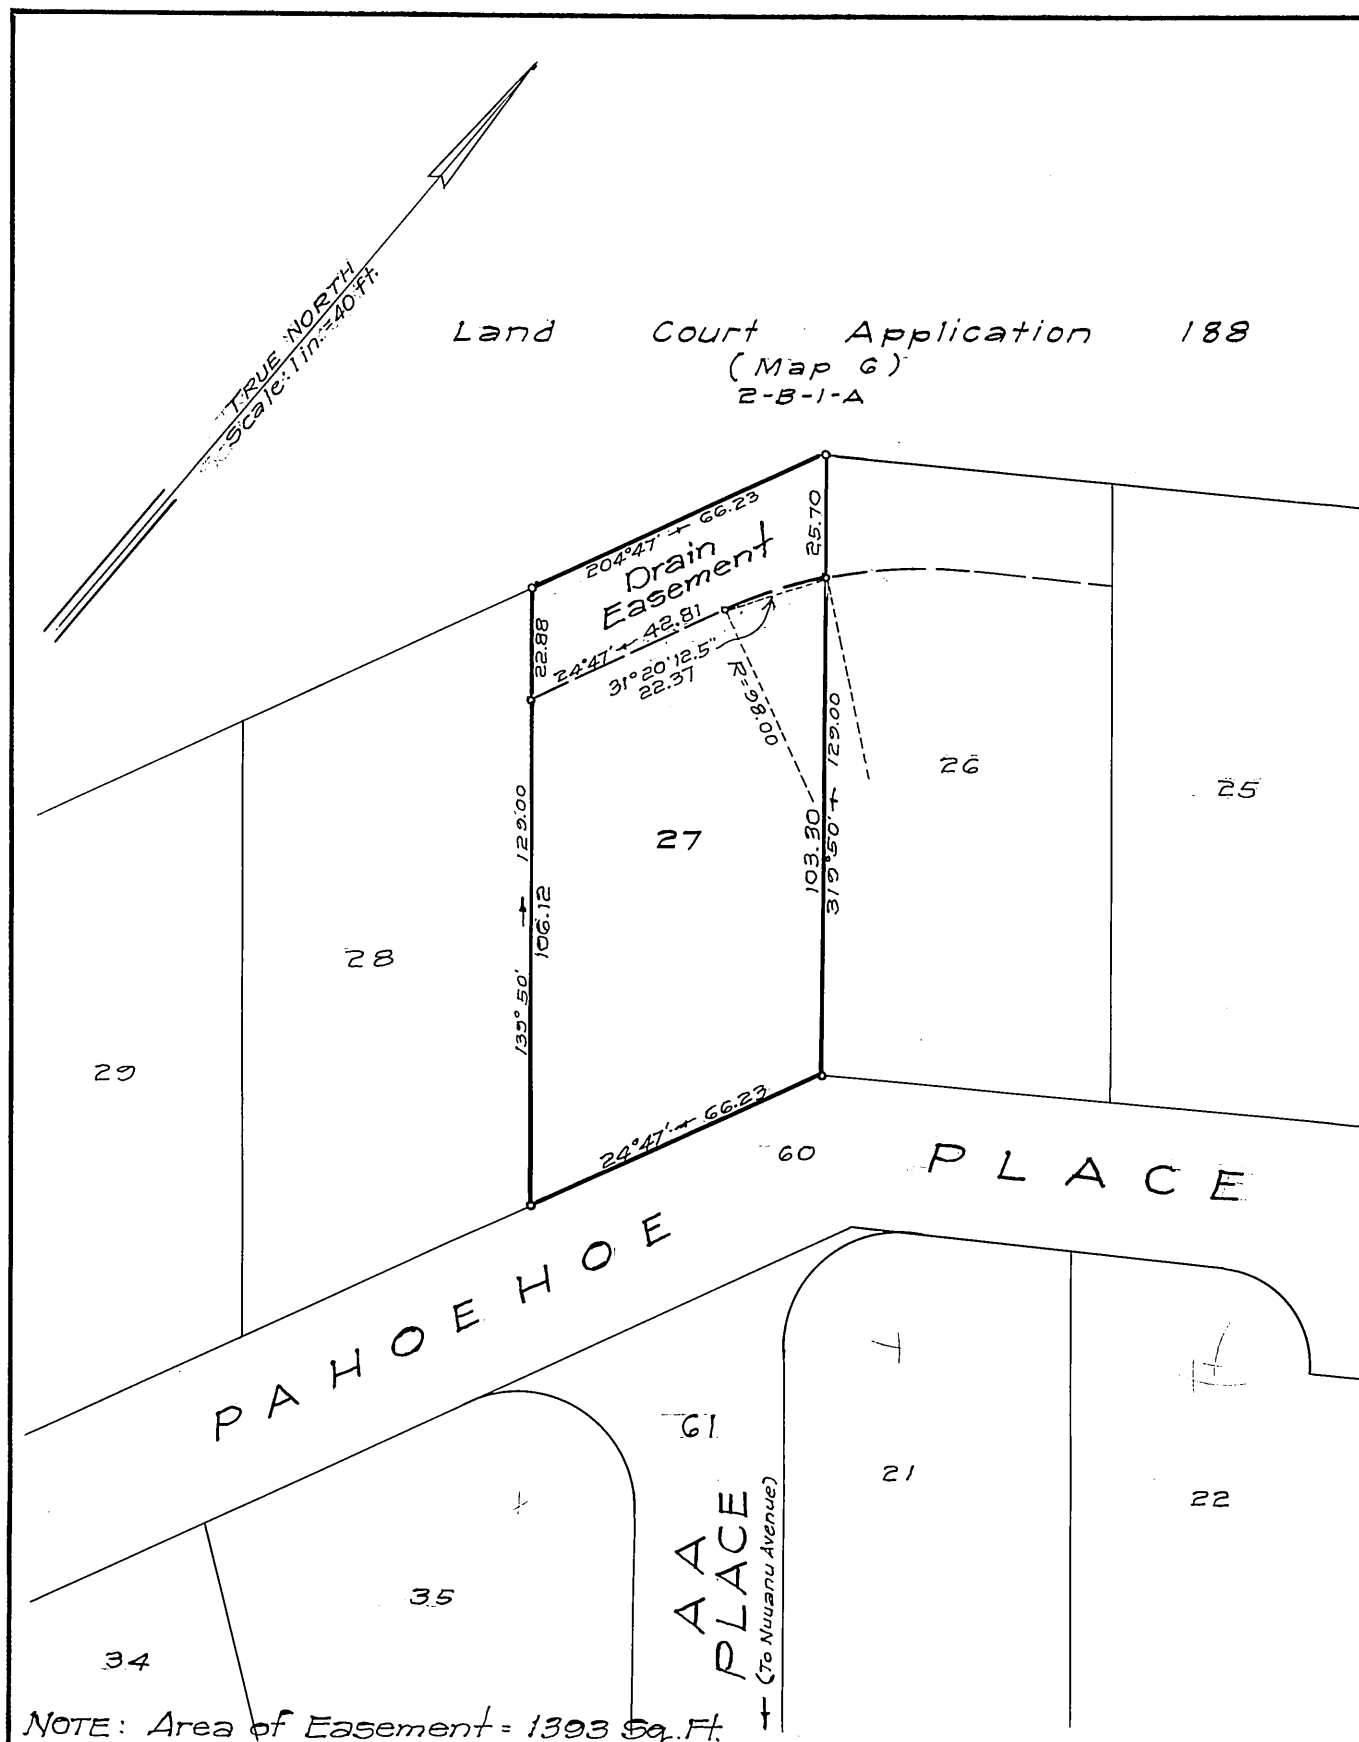 TRUE NORTH
Scale: 1 in.=40 ft.
Land Court Application 188
(Map 6)
2-B-1-A
204°47' 66.23
Drain
Easement
25.70
22.88
24°47' 42.81
31°20'12.5"
22.37
R=98.00
129.00
103.30
319°50'
139°50' 129.00
106.12
27
26
25
28
29
24°47' 66.23
60
PAHOEHOE PLACE
61
AA
PLACE
(To Nuuanu Avenue)
21
22
35
34
NOTE: Area of Easement = 1393 Sq. Ft.